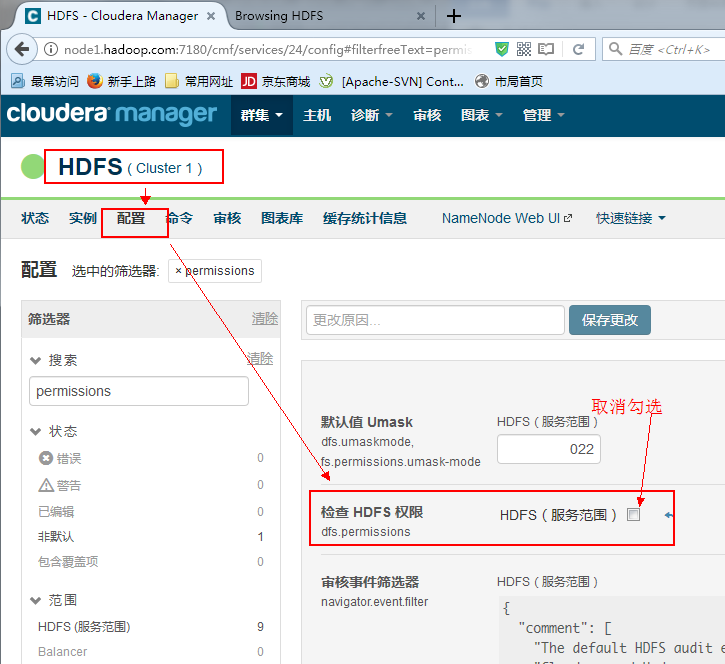 HDFS - Cloudera Manager × Browsing HDFS × +
node1.hadoop.com:7180/cmf/services/24/config#filterfreeText=permis
百度 <Ctrl+K>
最常访问 新手上路 常用网址 JD 京东商城 [Apache-SVN] Cont... 市局首页
cloudera manager 群集 主机 诊断 审核 图表 管理
HDFS ( Cluster 1 )
状态 实例 配置 命令 审核 图表库 缓存统计信息 NameNode Web UI 快速链接
配置 选中的筛选器: × permissions
筛选器 清除
更改原因... 保存更改
搜索 清除
permissions
状态
错误 0
警告 0
已编辑 0
非默认 1
包含覆盖项 0
范围
HDFS (服务范围) 9
Balancer 0
取消勾选
默认值 Umask HDFS ( 服务范围 )
dfs.umaskmode, 022
fs.permissions.umask-mode
检查 HDFS 权限 HDFS ( 服务范围 )
dfs.permissions
审核事件筛选器 HDFS ( 服务范围 )
navigator.event.filter
{
"comment": [
"The default HDFS audit